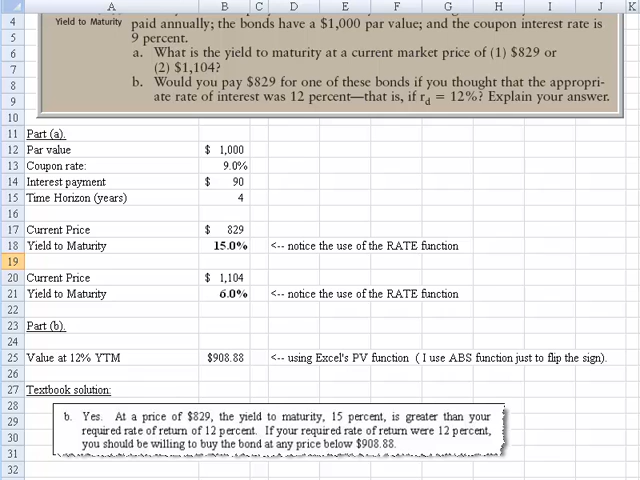 A B C D E F G H I J K
4 Yield to Maturity paid annually; the bonds have a $1,000 par value; and the coupon interest rate is
5 9 percent.
6 a. What is the yield to maturity at a current market price of (1) $829 or
7 (2) $1,104?
8 b. Would you pay $829 for one of these bonds if you thought that the appropri-
9 ate rate of interest was 12 percent—that is, if rd = 12%? Explain your answer.
10
11 Part (a).
12 Par value $ 1,000
13 Coupon rate: 9.0%
14 Interest payment $ 90
15 Time Horizon (years) 4
16
17 Current Price $ 829
18 Yield to Maturity 15.0% <-- notice the use of the RATE function
19
20 Current Price $ 1,104
21 Yield to Maturity 6.0% <-- notice the use of the RATE function
22
23 Part (b).
24
25 Value at 12% YTM $908.88 <-- using Excel's PV function ( I use ABS function just to flip the sign).
26
27 Textbook solution:
28 b. Yes. At a price of $829, the yield to maturity, 15 percent, is greater than your
29 required rate of return of 12 percent. If your required rate of return were 12 percent,
30 you should be willing to buy the bond at any price below $908.88.
31
32